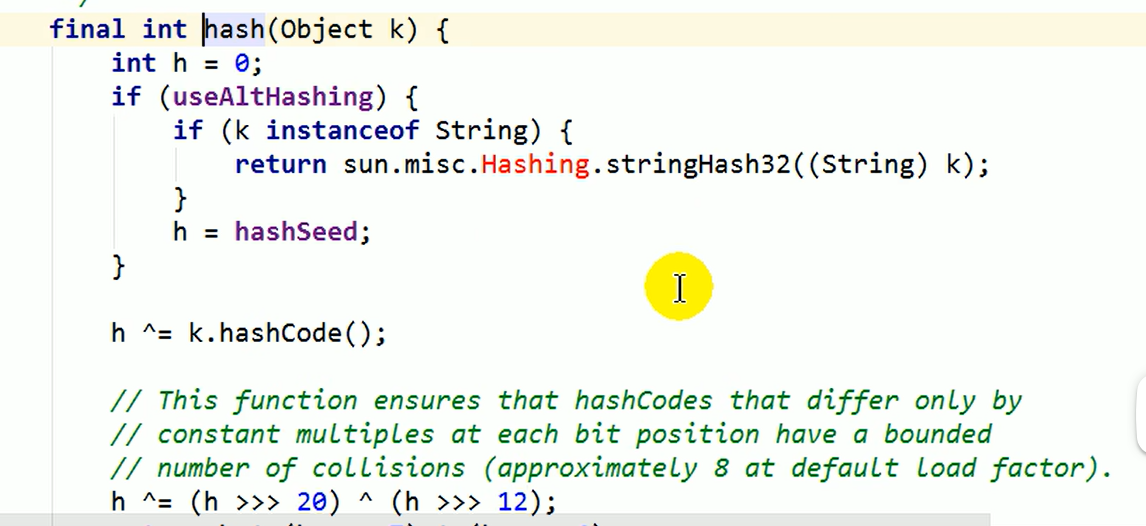 final int hash(Object k) {
int h = 0;
if (useAltHashing) {
if (k instanceof String) {
return sun.misc.Hashing.stringHash32((String) k);
}
h = hashSeed;
}
h ^= k.hashCode();
// This function ensures that hashCodes that differ only by
// constant multiples at each bit position have a bounded
// number of collisions (approximately 8 at default load factor).
h ^= (h >>> 20) ^ (h >>> 12);